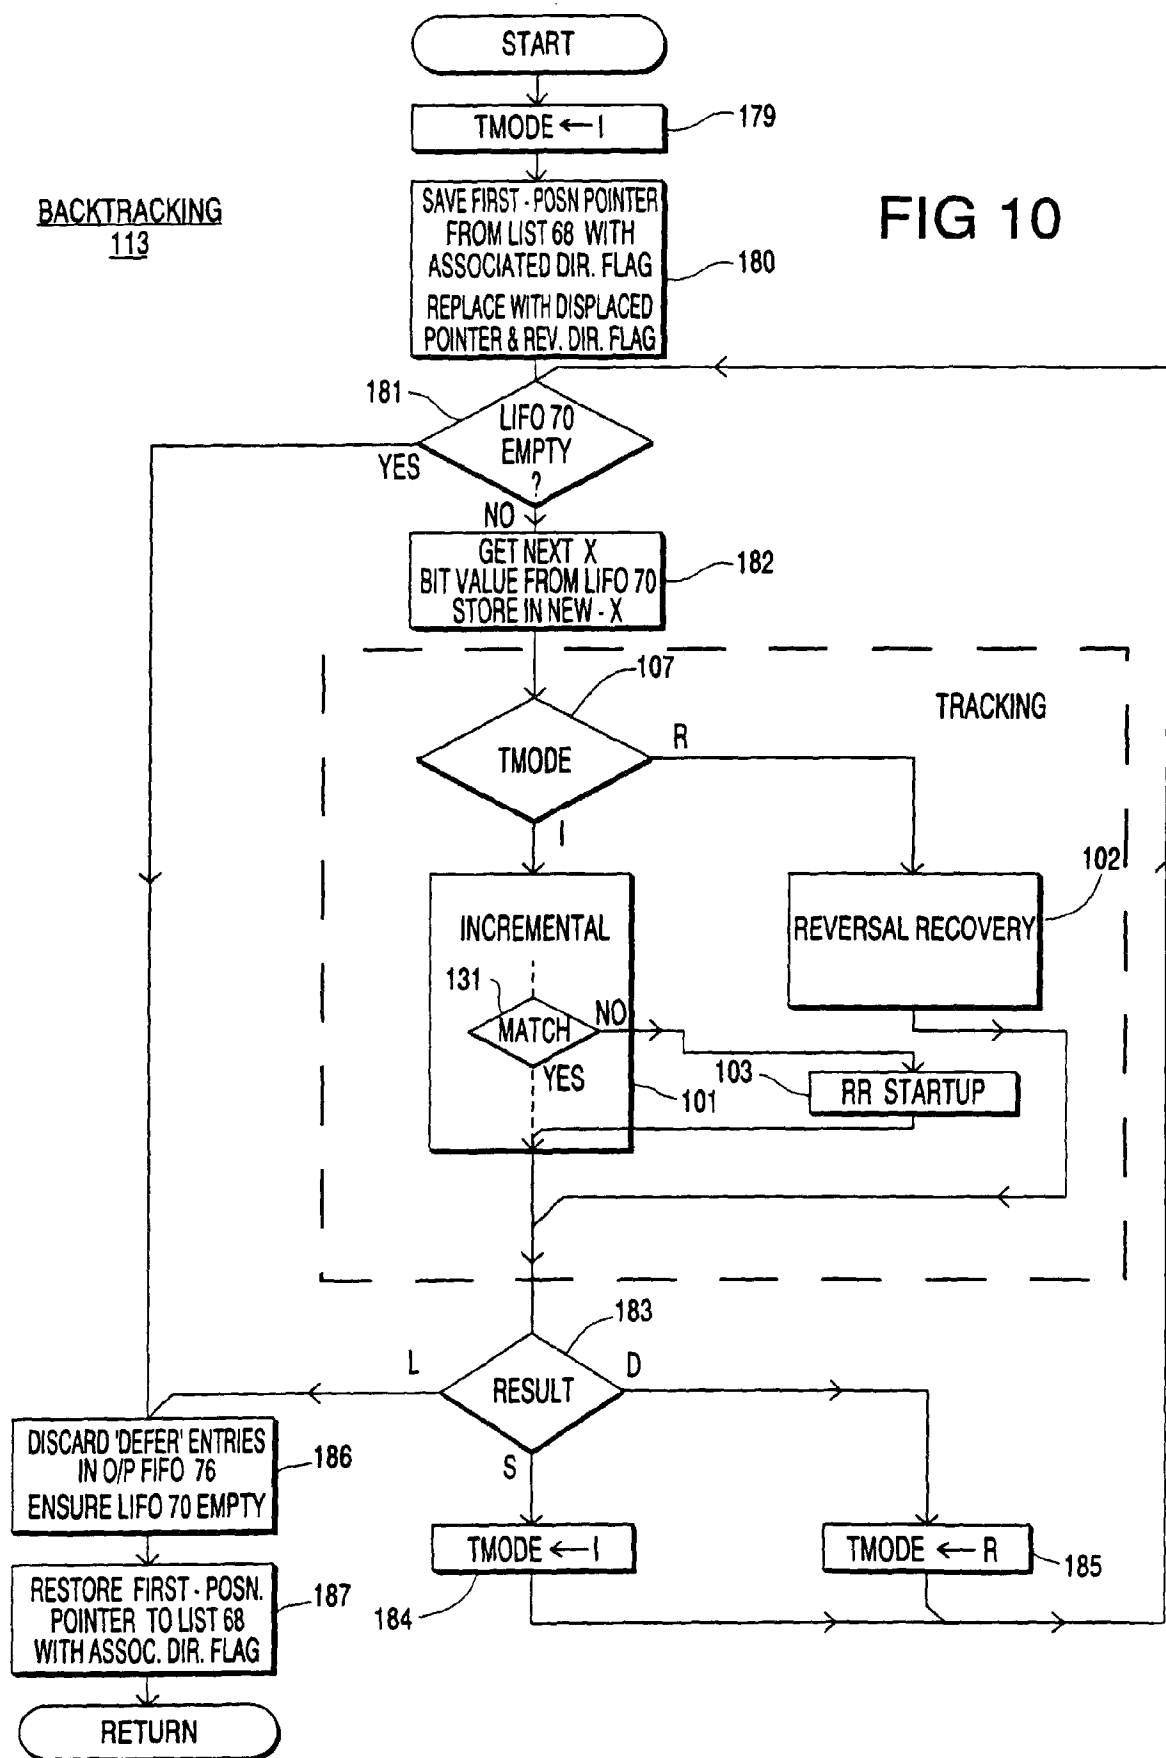 START
TMODE ← I
179
BACKTRACKING
113
FIG 10
SAVE FIRST - POSN POINTER
FROM LIST 68 WITH
ASSOCIATED DIR. FLAG
REPLACE WITH DISPLACED
POINTER & REV. DIR. FLAG
180
181
LIFO 70
EMPTY
?
YES
NO
GET NEXT X
BIT VALUE FROM LIFO 70
STORE IN NEW - X
182
107
TRACKING
TMODE
R
I
102
INCREMENTAL
REVERSAL RECOVERY
131
MATCH
NO
YES
103
RR STARTUP
101
183
L
RESULT
D
S
DISCARD 'DEFER' ENTRIES
IN O/P FIFO 76
ENSURE LIFO 70 EMPTY
186
TMODE ← I
184
TMODE ← R
185
RESTORE FIRST - POSN.
POINTER TO LIST 68
WITH ASSOC. DIR. FLAG
187
RETURN